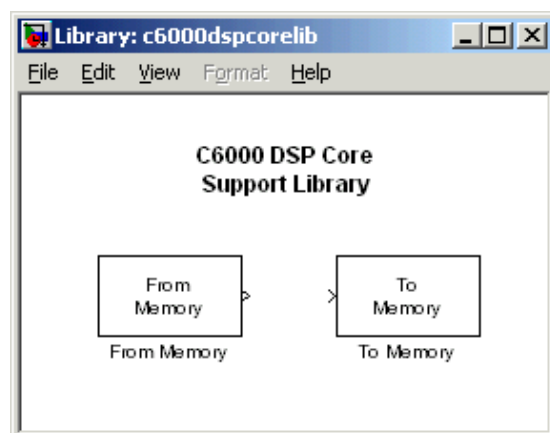 Library: c6000dspcorelib
File Edit View Format Help
C6000 DSP Core
Support Library
From
Memory
To
Memory
From Memory
To Memory